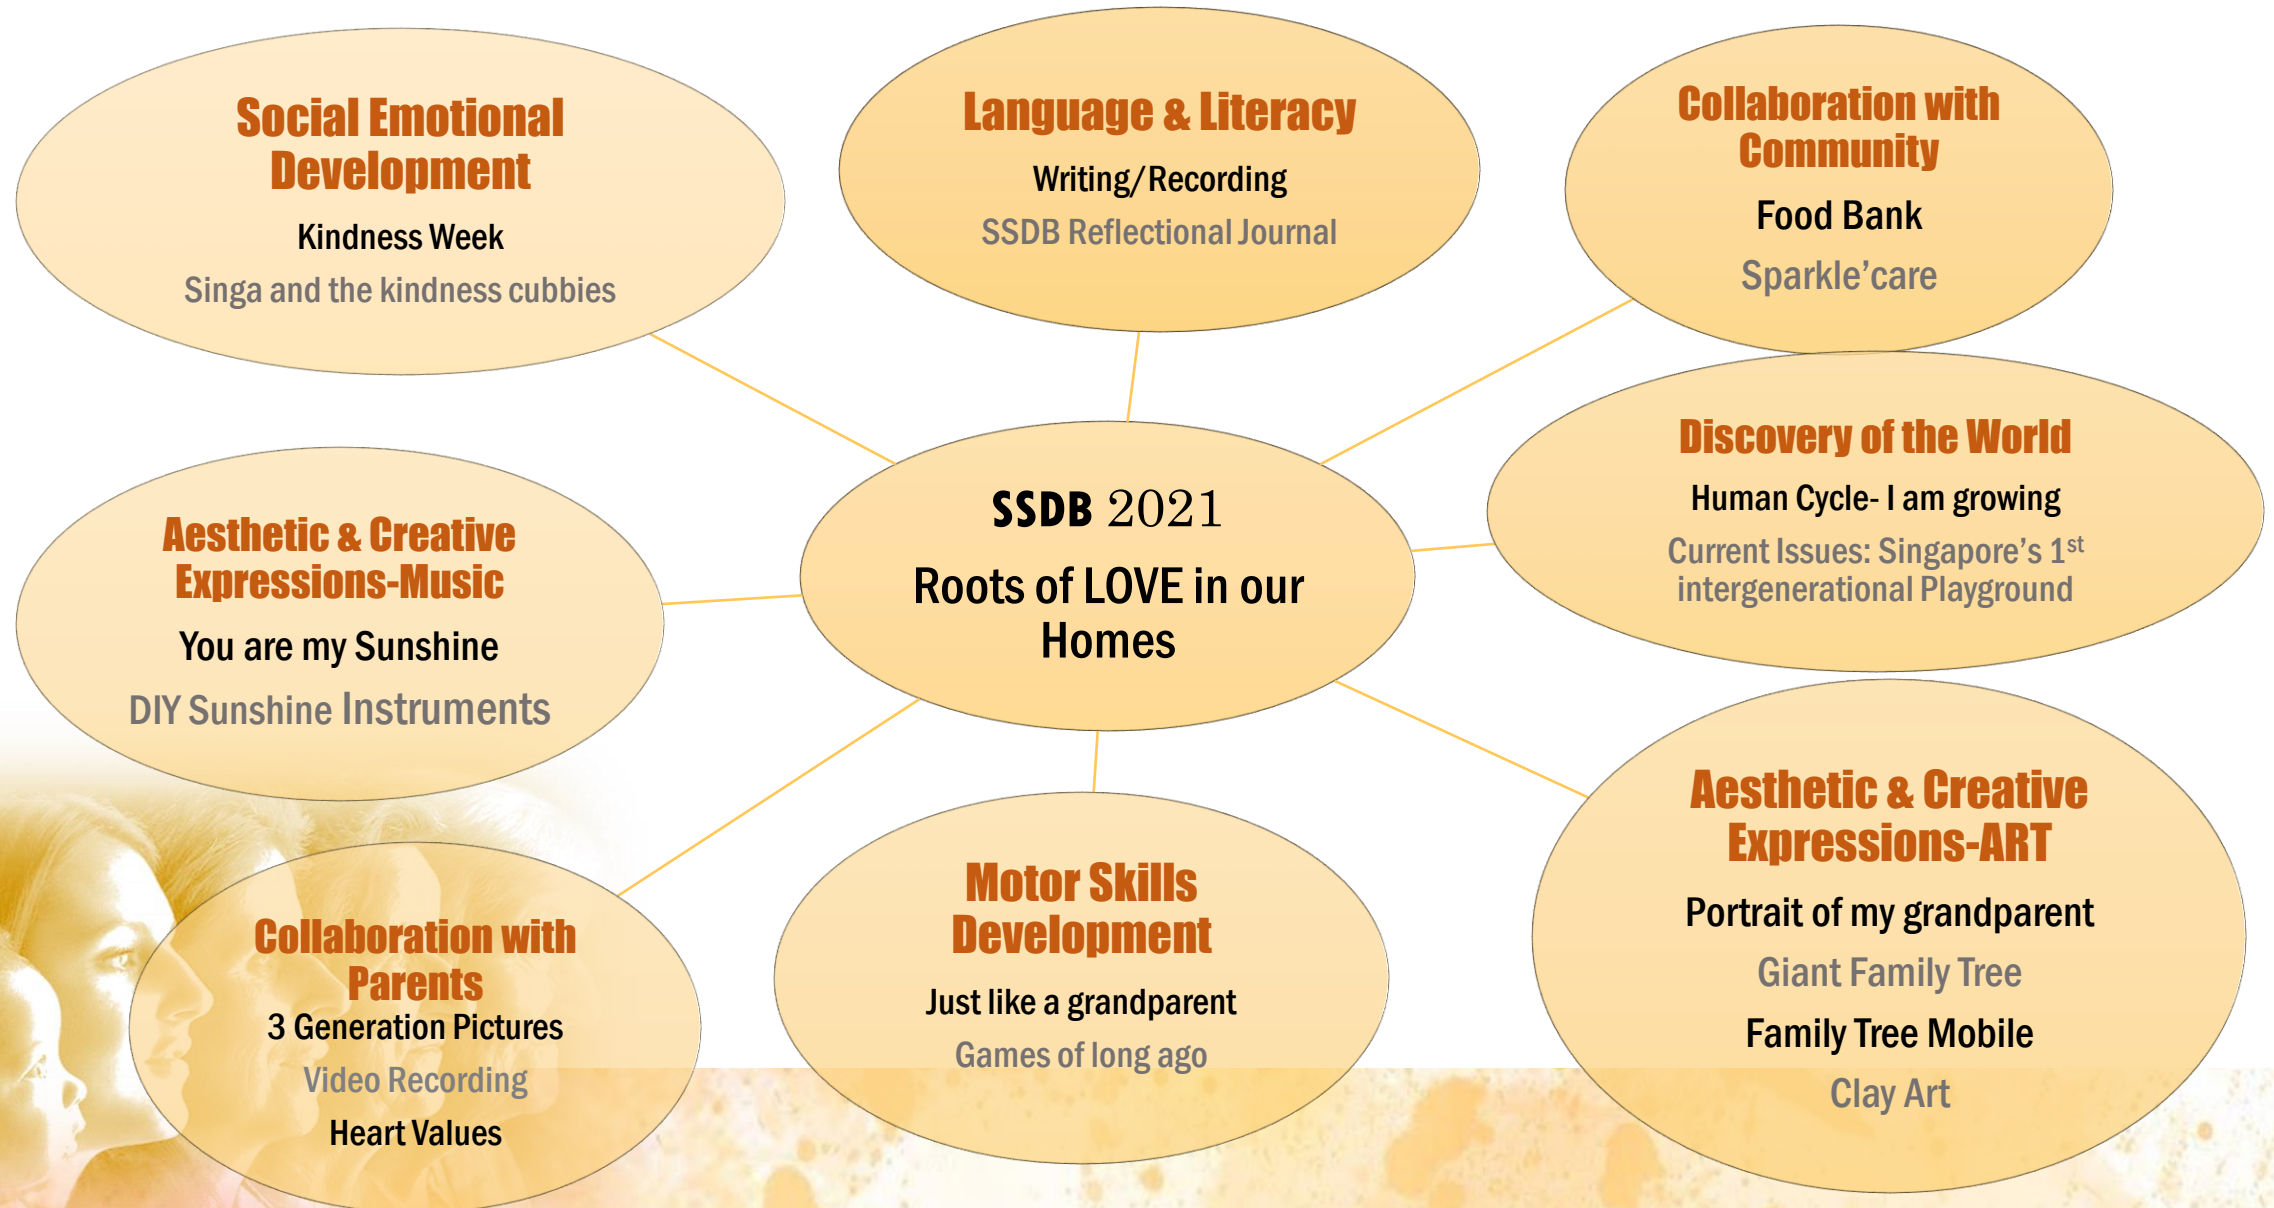 Social Emotional
Development
Kindness Week
Singa and the kindness cubbies
Language & Literacy
Writing/Recording
SSDB Reflectional Journal
Collaboration with
Community
Food Bank
Sparkle’care
Aesthetic & Creative
Expressions-Music
You are my Sunshine
DIY Sunshine Instruments
SSDB 2021
Roots of LOVE in our
Homes
Discovery of the World
Human Cycle- I am growing
Current Issues: Singapore’s 1st
intergenerational Playground
Collaboration with
Parents
3 Generation Pictures
Video Recording
Heart Values
Motor Skills
Development
Just like a grandparent
Games of long ago
Aesthetic & Creative
Expressions-ART
Portrait of my grandparent
Giant Family Tree
Family Tree Mobile
Clay Art